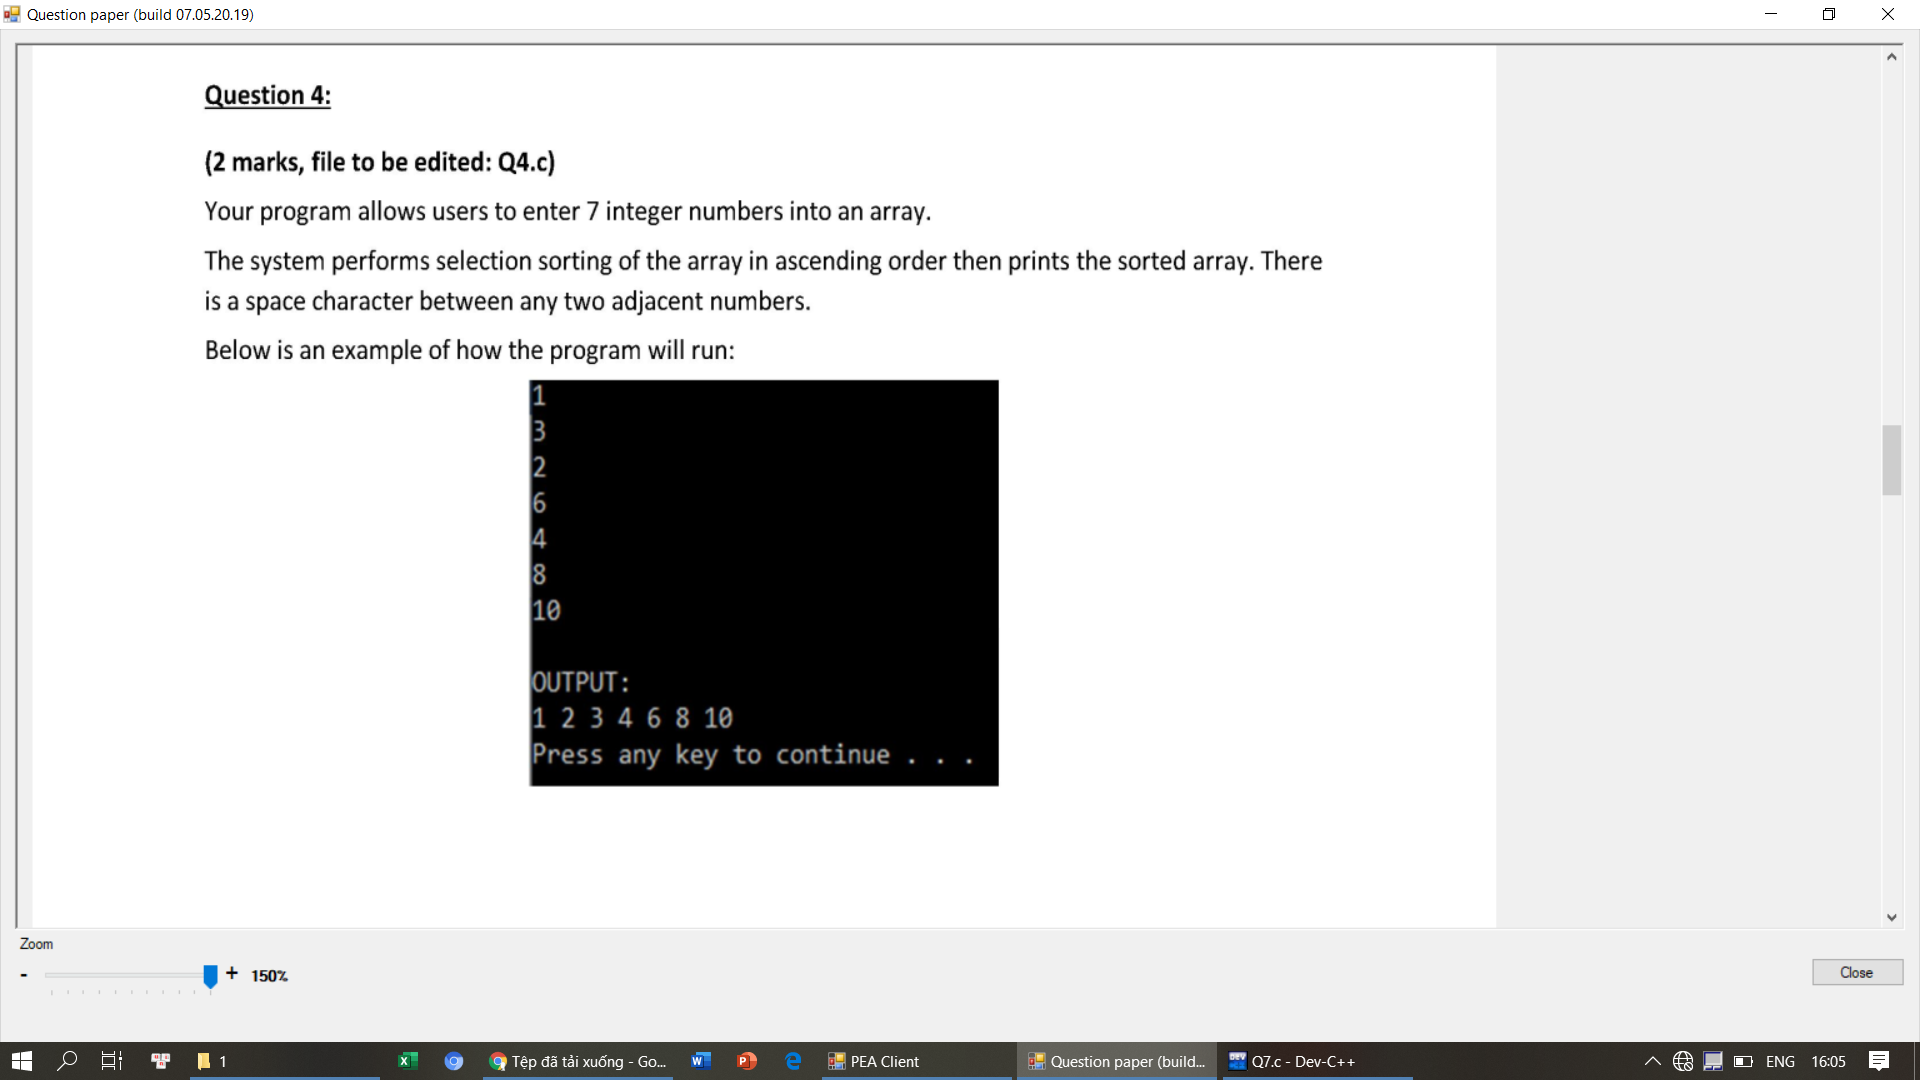 Question paper (build 07.05.20.19)
Question 4:
(2 marks, file to be edited: Q4.c)
Your program allows users to enter 7 integer numbers into an array.
The system performs selection sorting of the array in ascending order then prints the sorted array. There
is a space character between any two adjacent numbers.
Below is an example of how the program will run:
1
3
2
6
4
8
10
OUTPUT:
1 2 3 4 6 8 10
Press any key to continue . . .
Zoom
- + 150%
Close
1
Tệp đã tải xuống - Go...
PEA Client
Question paper (build...
Q7.c - Dev-C++
ENG
16:05